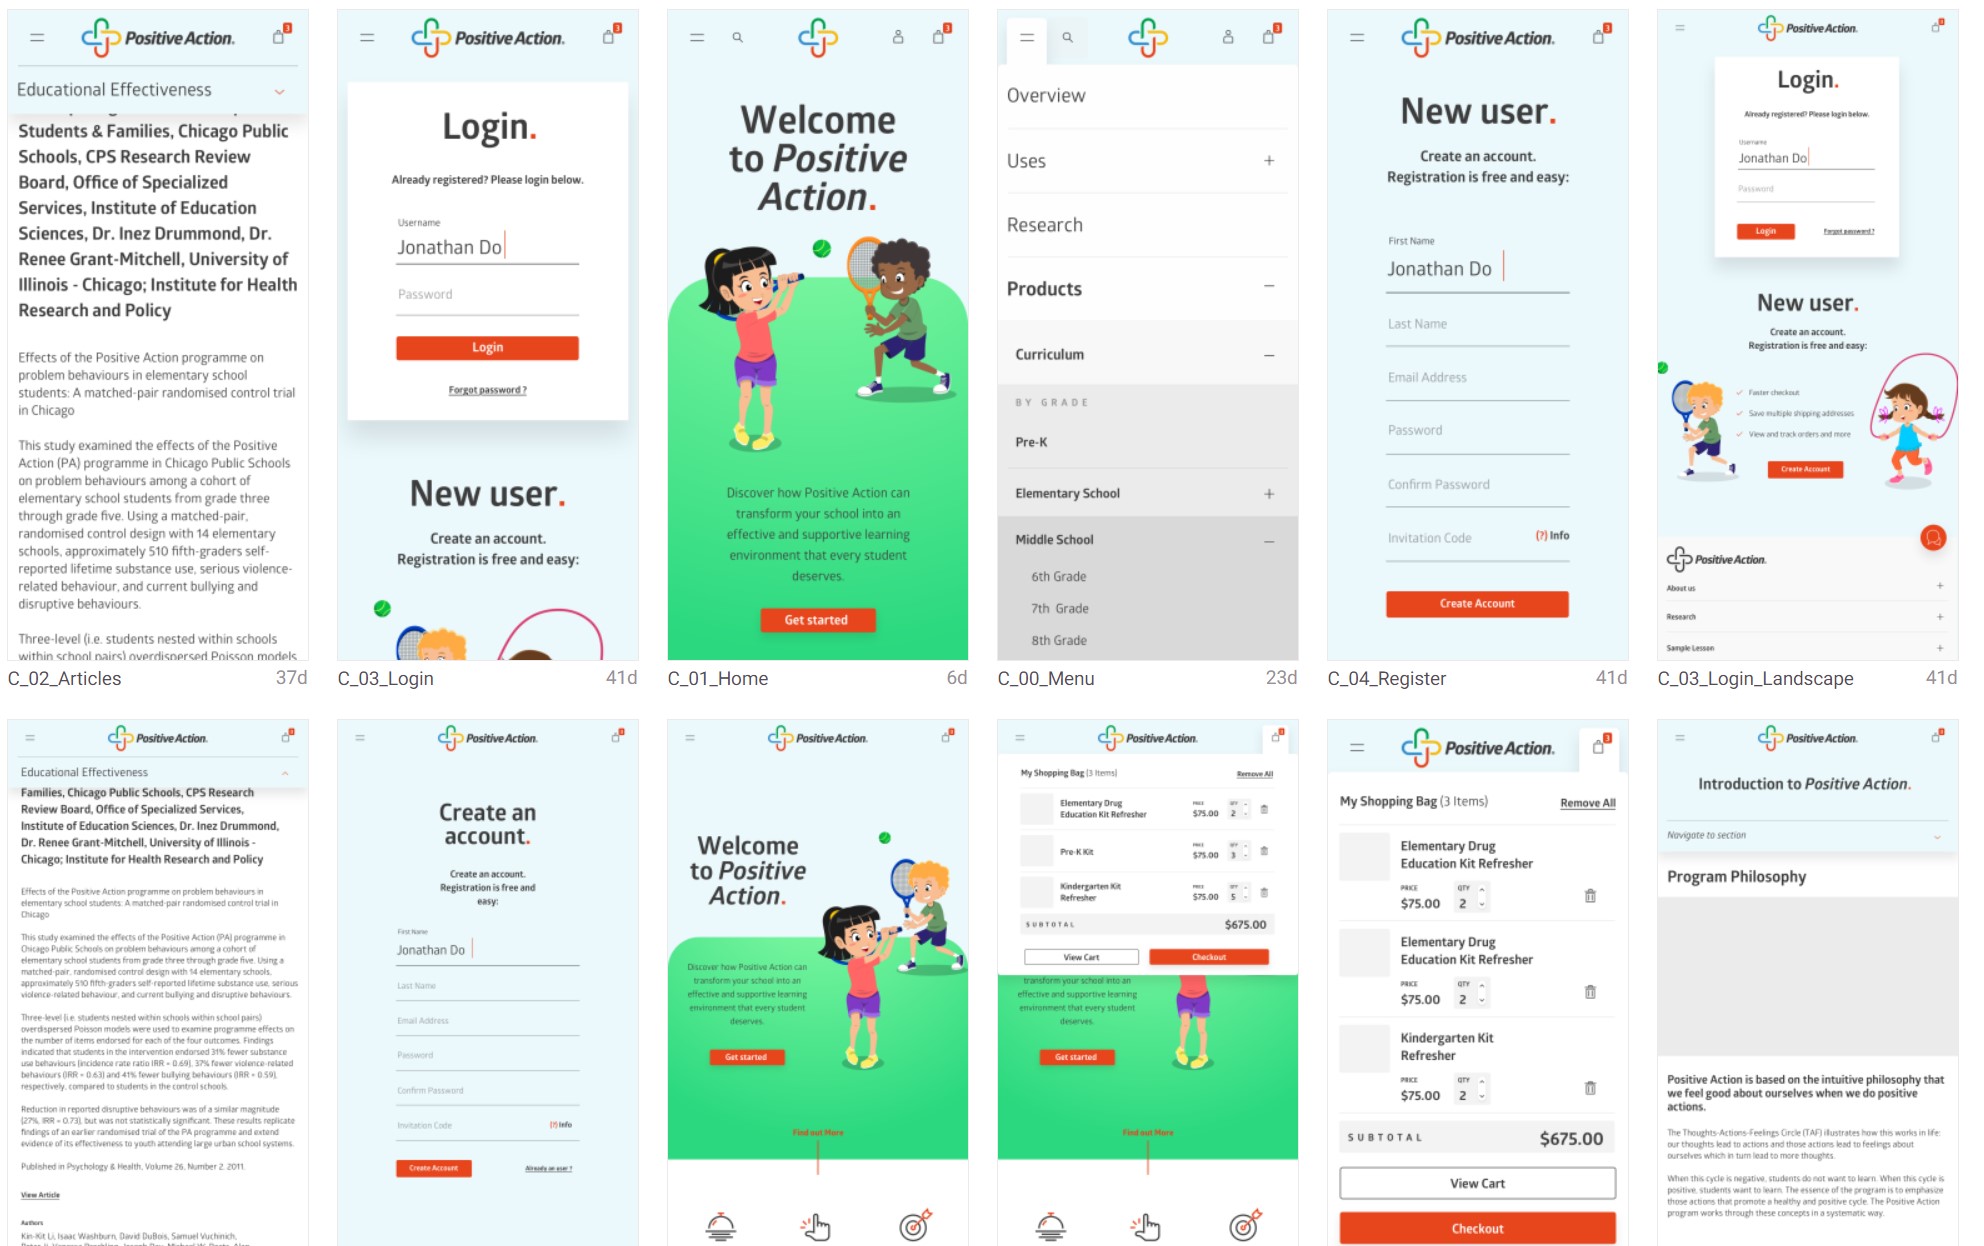 3
Positive Action.
Educational Effectiveness
Students & Families, Chicago Public
Schools, CPS Research Review
Board, Office of Specialized
Services, Institute of Education
Sciences, Dr. Inez Drummond, Dr.
Renee Grant-Mitchell, University of
Illinois - Chicago; Institute for Health
Research and Policy
Effects of the Positive Action programme on
problem behaviours in elementary school
students: A matched-pair randomised control trial
in Chicago
This study examined the effects of the Positive
Action (PA) programme in Chicago Public Schools
on problem behaviours among a cohort of
elementary school students from grade three
through grade five. Using a matched-pair,
randomised control design with 14 elementary
schools, approximately 510 fifth-graders self-
reported lifetime substance use, serious violence-
related behaviour, and current bullying and
disruptive behaviours.
Three-level (i.e. students nested within schools
within school pairs) overdispersed Poisson models
C_02_Articles 37d
Positive Action.
3
Login.
Already registered? Please login below.
Username
Jonathan Do
Password
Login
Forgot password ?
New user.
Create an account.
Registration is free and easy:
C_03_Login 41d
3
Welcome
to Positive
Action.
Discover how Positive Action can
transform your school into an
effective and supportive learning
environment that every student
deserves.
Get started
C_01_Home 6d
3
Overview
Uses +
Research
Products −
Curriculum −
BY GRADE
Pre-K
Elementary School +
Middle School −
6th Grade
7th Grade
8th Grade
C_00_Menu 23d
Positive Action.
3
New user.
Create an account.
Registration is free and easy:
First Name
Jonathan Do
Last Name
Email Address
Password
Confirm Password
Invitation Code (?) Info
Create Account
C_04_Register 41d
Positive Action.
Login.
Already registered? Please login below.
Username
Jonathan Do
Password
Login Forgot password ?
New user.
Create an account.
Registration is free and easy:
Faster checkout
Save multiple shipping addresses
View and track orders and more
Create Account
Positive Action.
About us +
Research +
Sample Lesson +
C_03_Login_Landscape 41d
Positive Action.
Educational Effectiveness
Families, Chicago Public Schools, CPS Research
Review Board, Office of Specialized Services,
Institute of Education Sciences, Dr. Inez Drummond,
Dr. Renee Grant-Mitchell, University of Illinois -
Chicago; Institute for Health Research and Policy
Effects of the Positive Action programme on problem behaviours in
elementary school students: A matched-pair randomised control trial in
Chicago
This study examined the effects of the Positive Action (PA) programme in
Chicago Public Schools on problem behaviours among a cohort of
elementary school students from grade three through grade five. Using a
matched-pair, randomised control design with 14 elementary schools,
approximately 510 fifth-graders self-reported lifetime substance use, serious
violence-related behaviour, and current bullying and disruptive behaviours.
Three-level (i.e. students nested within schools within school pairs)
overdispersed Poisson models were used to examine programme effects on
the number of items endorsed for each of the four outcomes. Findings
indicated that students in the intervention endorsed 31% fewer substance
use behaviours (incidence rate ratio IRR = 0.69), 37% fewer violence-related
behaviours (IRR = 0.63) and 41% fewer bullying behaviours (IRR = 0.59),
respectively, compared to students in the control schools.
Reduction in reported disruptive behaviours was of a similar magnitude
(27%, IRR = 0.73), but was not statistically significant. These results replicate
findings of an earlier randomised trial of the PA programme and extend
evidence of its effectiveness to youth attending large urban school systems.
Published in Psychology & Health, Volume 26, Number 2. 2011.
View Article
Authors
Kin-Kit Li, Isaac Washburn, David DuBois, Samuel Vuchinich,
Positive Action.
Create an
account.
Create an account.
Registration is free and
easy:
First Name
Jonathan Do
Last Name
Email Address
Password
Confirm Password
Invitation Code (?) Info
Create Account Already an user ?
Positive Action.
Welcome
to Positive
Action.
Discover how Positive Action can
transform your school into an
effective and supportive learning
environment that every student
deserves.
Get started
Find out More
Positive Action.
My Shopping Bag (3 Items) Remove All
Elementary Drug
Education Kit Refresher
PRICE QTY
$75.00 2
Pre-K Kit
PRICE QTY
$75.00 3
Kindergarten Kit
Refresher
PRICE QTY
$75.00 5
SUBTOTAL $675.00
View Cart Checkout
transform your school into an
effective and supportive learning
environment that every student
deserves.
Get started
Find out More
Positive Action.
3
My Shopping Bag (3 Items) Remove All
Elementary Drug
Education Kit Refresher
PRICE QTY
$75.00 2
Elementary Drug
Education Kit Refresher
PRICE QTY
$75.00 2
Kindergarten Kit
Refresher
PRICE QTY
$75.00 2
SUBTOTAL $675.00
View Cart
Checkout
Positive Action.
Introduction to Positive Action.
Navigate to section
Program Philosophy
Positive Action is based on the intuitive philosophy that
we feel good about ourselves when we do positive
actions.
The Thoughts-Actions-Feelings Circle (TAF) illustrates how this works in life:
our thoughts lead to actions and those actions lead to feelings about
ourselves which in turn lead to more thoughts.
When this cycle is negative, students do not want to learn. When this cycle is
positive, students want to learn. The essence of the program is to emphasize
those actions that promote a healthy and positive cycle. The Positive Action
program works through these concepts in a systematic way.